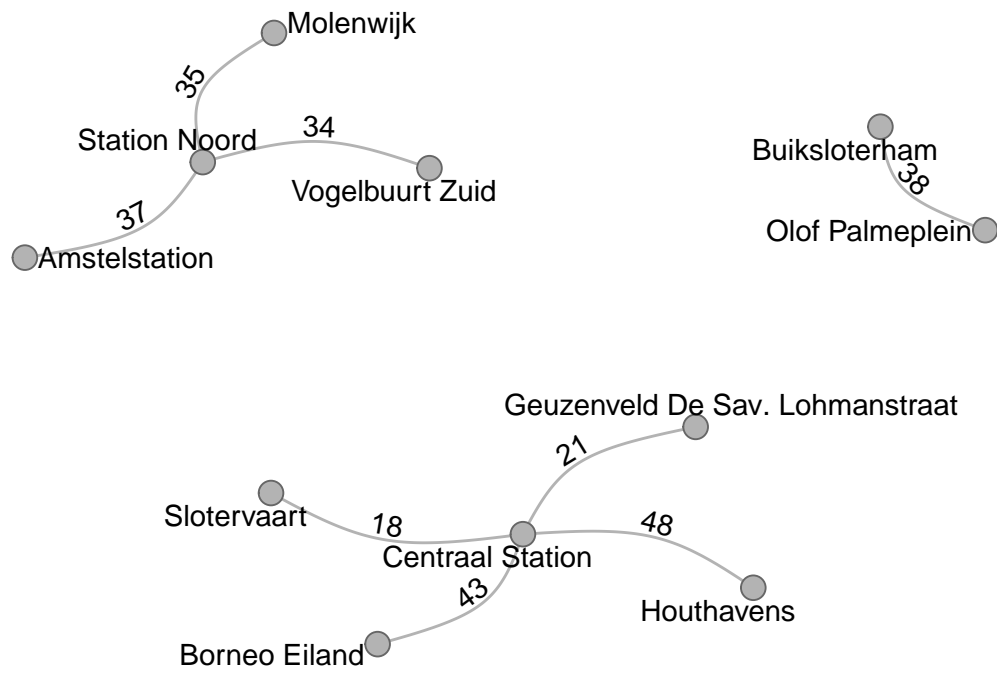 Molenwijk
35
Station Noord
34
Buiksloterham
Vogelbuurt Zuid
38
37
Olof Palmeplein
Amstelstation
Geuzenveld De Sav. Lohmanstraat
21
Slotervaart
18
48
Centraal Station
43
Houthavens
Borneo Eiland